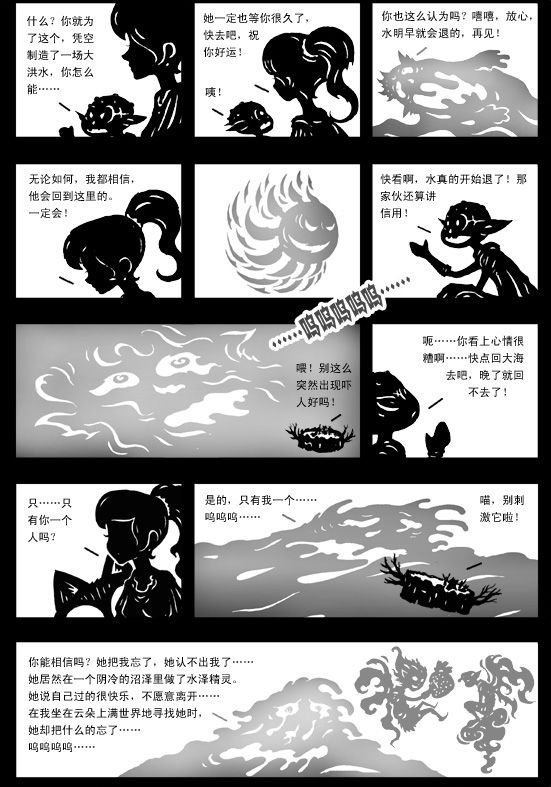 什么？你就为
了这个，凭空
制造了一场大
洪水，你怎么
能……
她一定也等你很久了，
快去吧，祝
你好运！
咦！
你也这么认为吗？嘻嘻，放心，
水明早就会退的，再见！
无论如何，我都相信，
他会回到这里的。
一定会！
快看啊，水真的开始退了！那
家伙还算讲
信用！
……呜呜呜呜呜……
喂！别这么
突然出现吓
人好吗！
呃……你看上心情很
糟啊……快点回大海
去吧，晚了就回
不去了！
只……只
有你一个
人吗？
是的，只有我一个……
呜呜呜……
喵，别刺
激它啦！
你能相信吗？她把我忘了，她认不出我了……
她居然在一个阴冷的沼泽里做了水泽精灵。
她说自己过的很快乐，不愿意离开……
在我坐在云朵上满世界地寻找她时，
她却把什么的忘了……
呜呜呜呜……